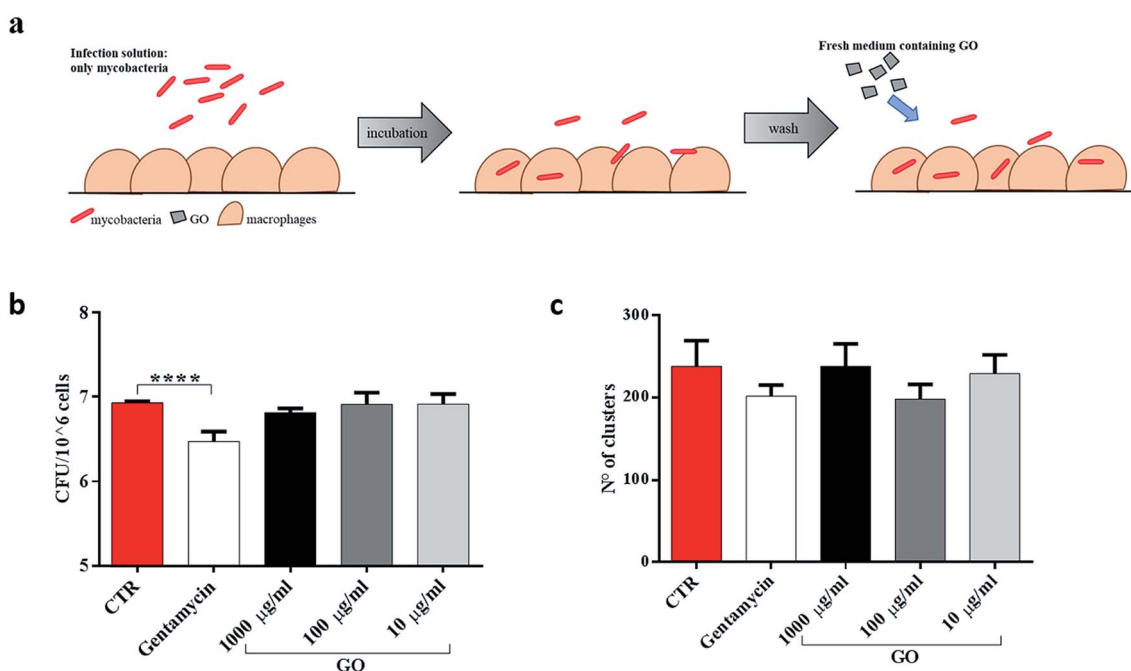 a
Infection solution:
only mycobacteria
Fresh medium containing GO
incubation
wash
mycobacteria
GO
macrophages
b
CFU/10^6 cells
8
7
6
5
****
CTR
Gentamycin
1000 µg/ml
100 µg/ml
10 µg/ml
GO
c
N° of clusters
300
200
100
0
CTR
Gentamycin
1000 µg/ml
100 µg/ml
10 µg/ml
GO